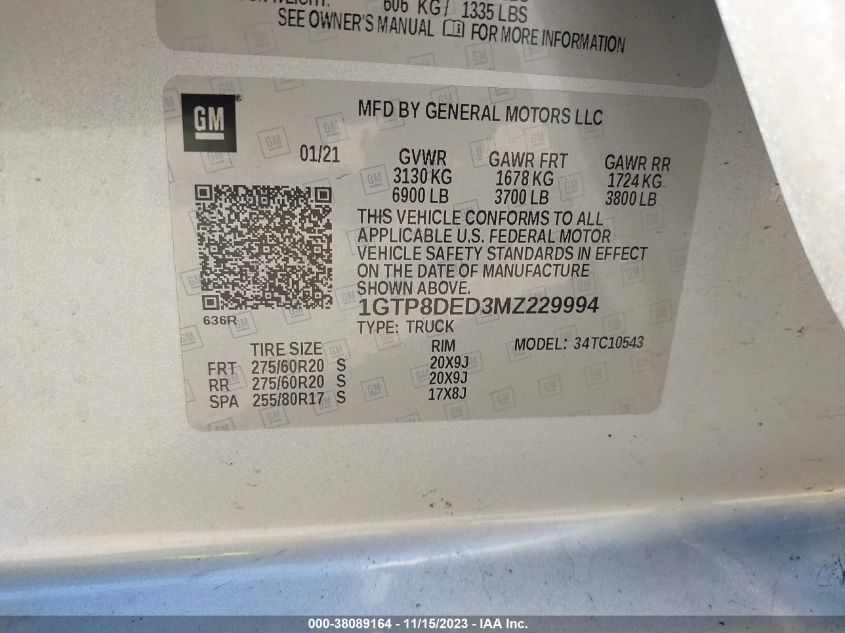 606 KG / 1335 LBS
SEE OWNER'S MANUAL FOR MORE INFORMATION
GM ®
MFD BY GENERAL MOTORS LLC
01/21 GVWR GAWR FRT GAWR RR
3130 KG 1678 KG 1724 KG
6900 LB 3700 LB 3800 LB
THIS VEHICLE CONFORMS TO ALL
APPLICABLE U.S. FEDERAL MOTOR
VEHICLE SAFETY STANDARDS IN EFFECT
ON THE DATE OF MANUFACTURE
SHOWN ABOVE.
636R
1GTP8DED3MZ229994
TYPE: TRUCK
TIRE SIZE RIM MODEL: 34TC10543
FRT 275/60R20 S 20X9J
RR 275/60R20 S 20X9J
SPA 255/80R17 S 17X8J
000-38089164 - 11/15/2023 - IAA Inc.